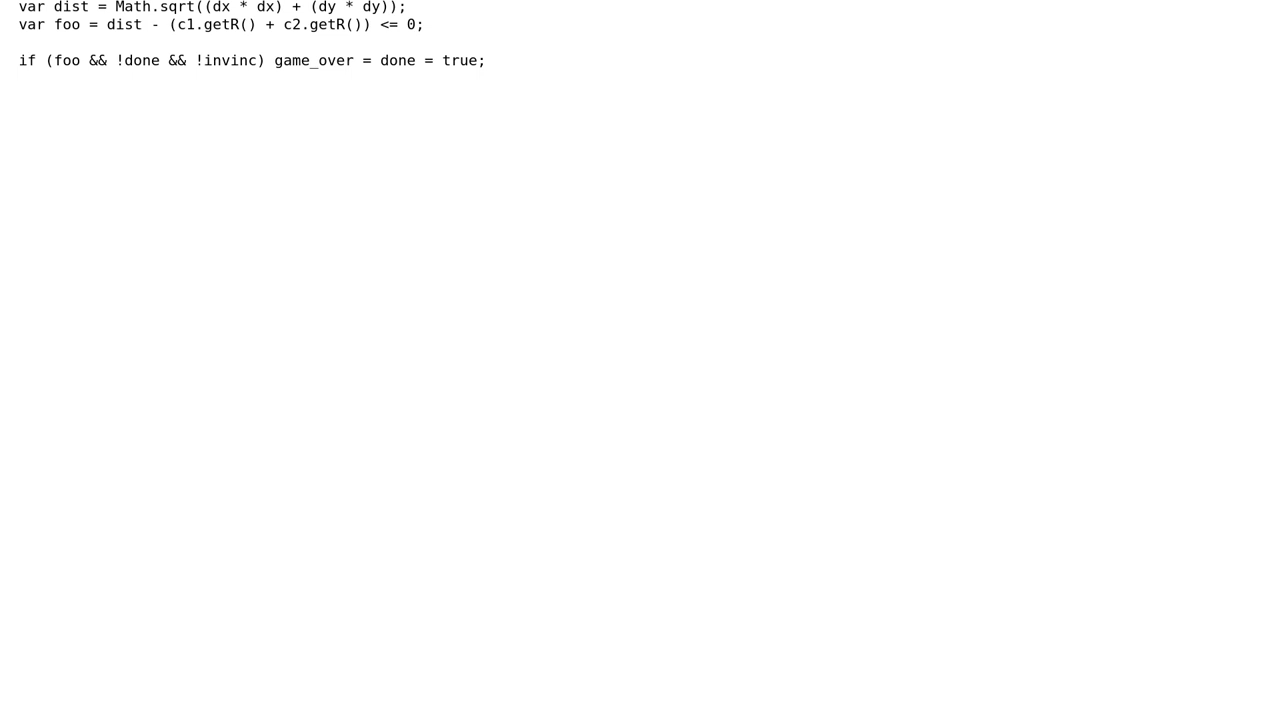 var dist = Math.sqrt((dx * dx) + (dy * dy));
var foo = dist - (c1.getR() + c2.getR()) <= 0;
if (foo && !done && !invinc) game_over = done = true;